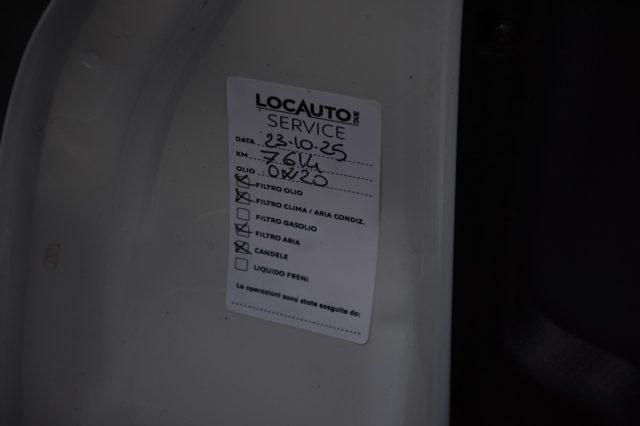 LOCAUTO DUE
SERVICE
DATA 23-10-25
KM
OLIO 0W20
FILTRO OLIO
FILTRO CLIMA / ARIA CONDIZ.
FILTRO GASOLIO
FILTRO ARIA
CANDELE
LIQUIDO FRENI
Le operazioni sono state eseguite da: